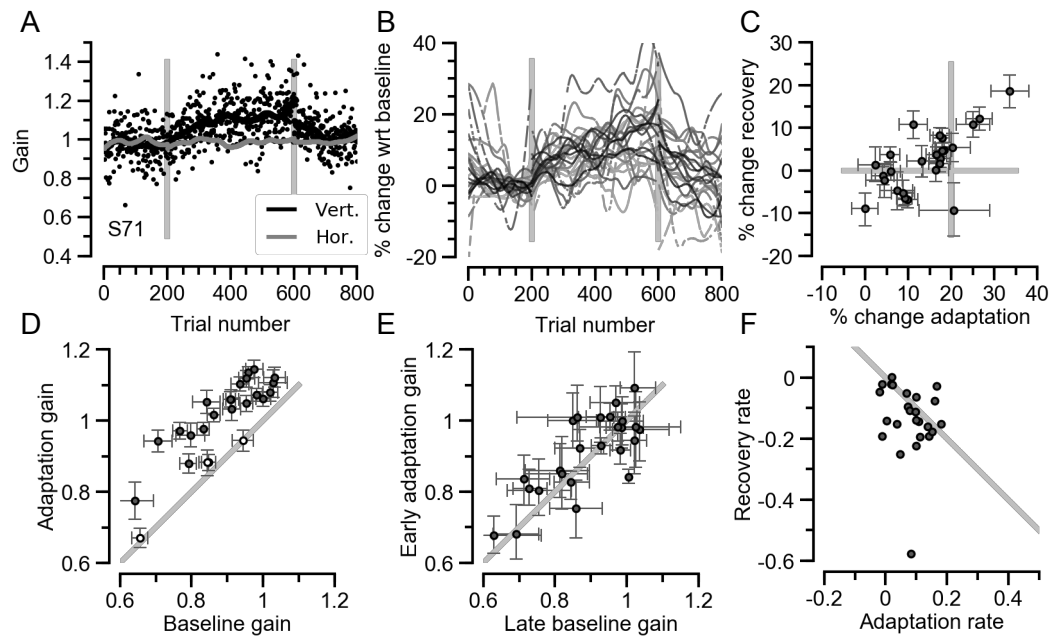 A
Gain
1.4
1.2
1
0.8
0.6
0.4
S71
Vert.
Hor.
0 200 400 600 800
Trial number
B
% change wrt baseline
40
20
0
-20
0 200 400 600 800
Trial number
C
% change recovery
30
20
10
0
-10
-20
-10 0 10 20 30 40
% change adaptation
D
Adaptation gain
1.2
1
0.8
0.6
0.6 0.8 1 1.2
Baseline gain
E
Early adaptation gain
1.2
1
0.8
0.6
0.6 0.8 1 1.2
Late baseline gain
F
Recovery rate
0
-0.2
-0.4
-0.6
-0.2 0 0.2 0.4
Adaptation rate